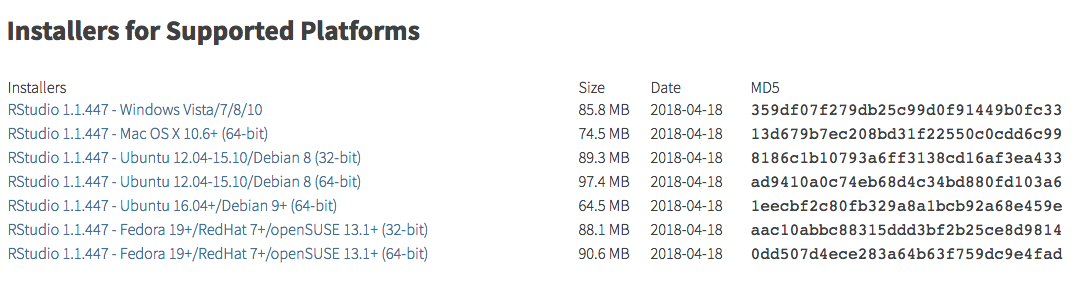 Installers for Supported Platforms
Installers Size Date MD5
RStudio 1.1.447 - Windows Vista/7/8/10 85.8 MB 2018-04-18 359df07f279db25c99d0f91449b0fc33
RStudio 1.1.447 - Mac OS X 10.6+ (64-bit) 74.5 MB 2018-04-18 13d679b7ec208bd31f22550c0cdd6c99
RStudio 1.1.447 - Ubuntu 12.04-15.10/Debian 8 (32-bit) 89.3 MB 2018-04-18 8186c1b10793a6ff3138cd16af3ea433
RStudio 1.1.447 - Ubuntu 12.04-15.10/Debian 8 (64-bit) 97.4 MB 2018-04-18 ad9410a0c74eb68d4c34bd880fd103a6
RStudio 1.1.447 - Ubuntu 16.04+/Debian 9+ (64-bit) 64.5 MB 2018-04-18 1eecbf2c80fb329a8a1bcb92a68e459e
RStudio 1.1.447 - Fedora 19+/RedHat 7+/openSUSE 13.1+ (32-bit) 88.1 MB 2018-04-18 aac10abbc88315ddd3bf2b25ce8d9814
RStudio 1.1.447 - Fedora 19+/RedHat 7+/openSUSE 13.1+ (64-bit) 90.6 MB 2018-04-18 0dd507d4ece283a64b63f759dc9e4fad